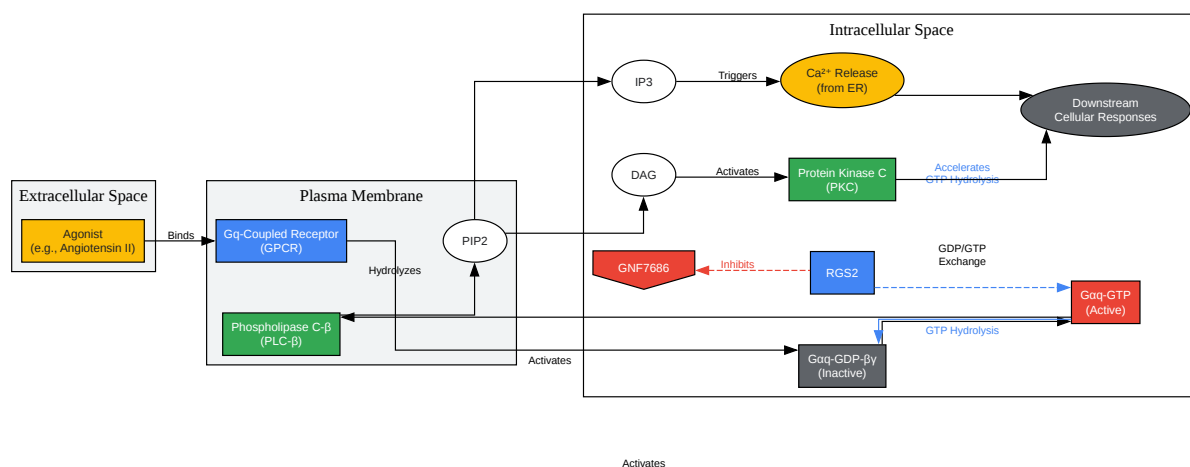 Intracellular Space
IP3
Triggers
Ca²⁺ Release
(from ER)
Downstream
Cellular Responses
DAG
Activates
Protein Kinase C
(PKC)
Accelerates
GTP Hydrolysis
Extracellular Space
Agonist
(e.g., Angiotensin II)
Binds
Plasma Membrane
Gq-Coupled Receptor
(GPCR)
Hydrolyzes
PIP2
Phospholipase C-β
(PLC-β)
GNF7686
Inhibits
RGS2
GDP/GTP
Exchange
Gαq-GTP
(Active)
GTP Hydrolysis
Gαq-GDP-βγ
(Inactive)
Activates
Activates